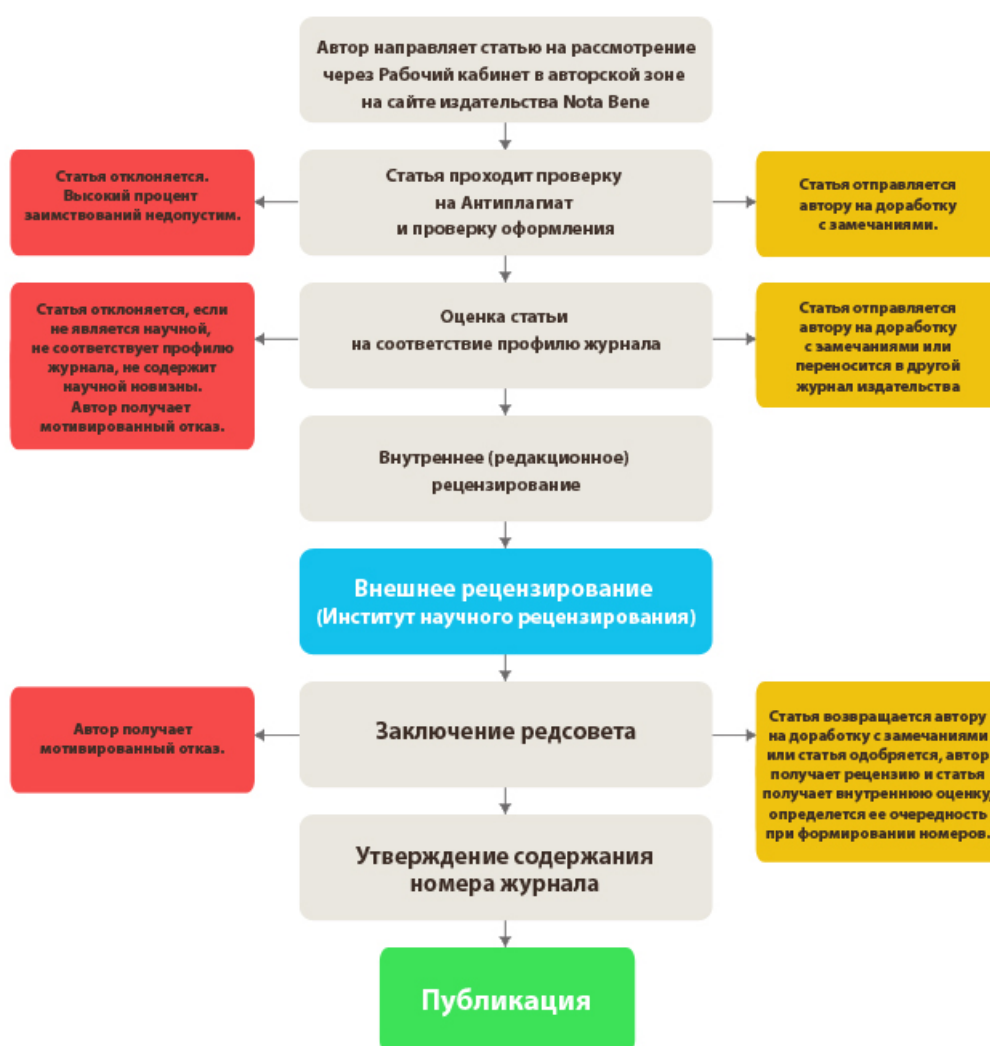 Автор направляет статью на рассмотрение
через Рабочий кабинет в авторской зоне
на сайте издательства Nota Bene
Статья отклоняется.
Высокий процент
заимствований недопустим.
Статья проходит проверку
на Антиплагиат
и проверку оформления
Статья отправляется
автору на доработку
с замечаниями.
Статья отклоняется, если
не является научной,
не соответствует профилю
журнала, не содержит
научной новизны.
Автор получает
мотивированный отказ.
Оценка статьи
на соответствие профилю журнала
Статья отправляется
автору на доработку
с замечаниями или
переносится в другой
журнал издательства
Внутреннее (редакционное)
рецензирование
Внешнее рецензирование
(Институт научного рецензирования)
Автор получает
мотивированный отказ.
Заключение редсовета
Статья возвращается автору
на доработку с замечаниями
или статья одобряется, автор
получает рецензию и статья
получает внутреннюю оценку,
определется ее очередность
при формировании номеров.
Утверждение содержания
номера журнала
Публикация